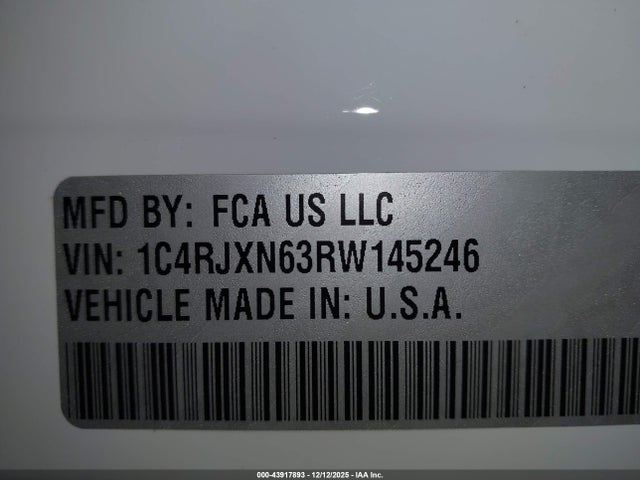 MFD BY: FCA US LLC
VIN: 1C4RJXN63RW145246
VEHICLE MADE IN: U.S.A.
000-43917893 - 12/12/2025 - IAA Inc.